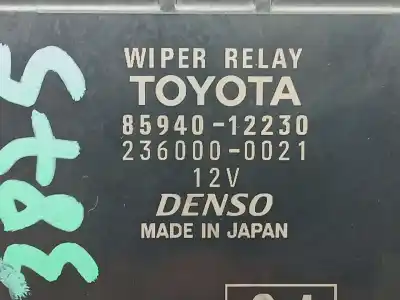 WIPER RELAY
TOYOTA
85940-12230
236000-0021
12V
DENSO
MADE IN JAPAN